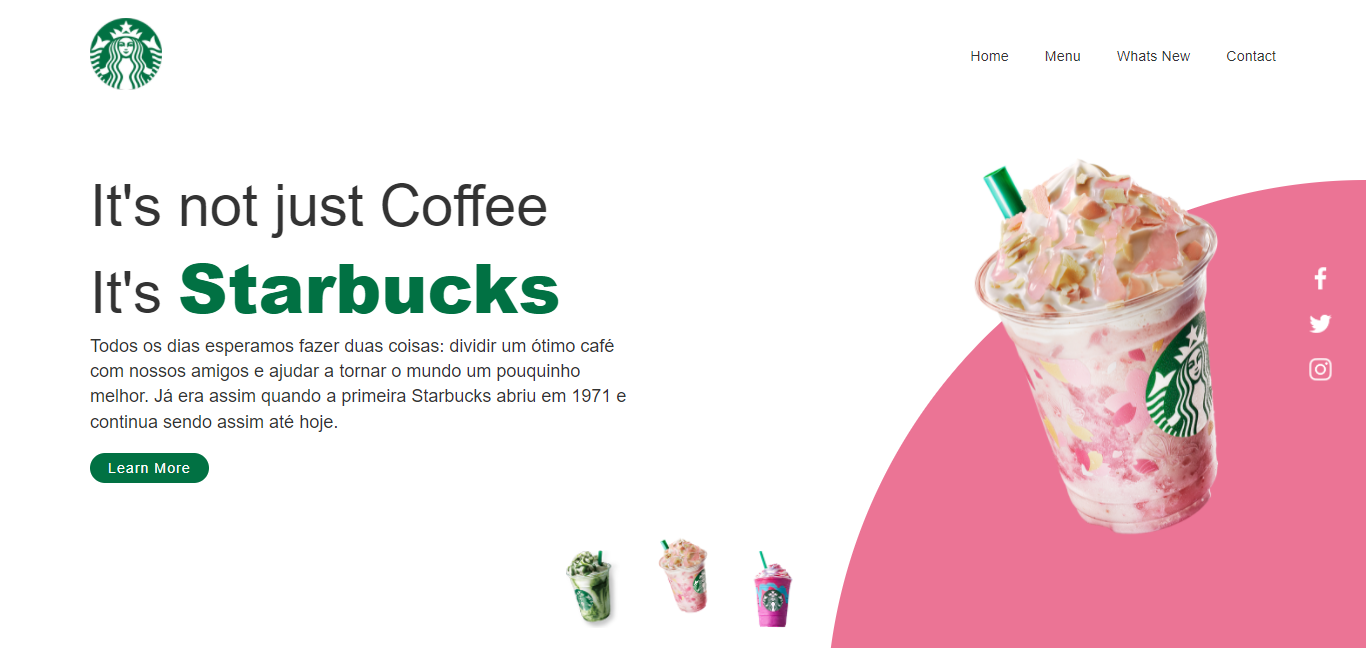 Home Menu Whats New Contact
It's not just Coffee
It's Starbucks
Todos os dias esperamos fazer duas coisas: dividir um ótimo café
com nossos amigos e ajudar a tornar o mundo um pouquinho
melhor. Já era assim quando a primeira Starbucks abriu em 1971 e
continua sendo assim até hoje.
Learn More